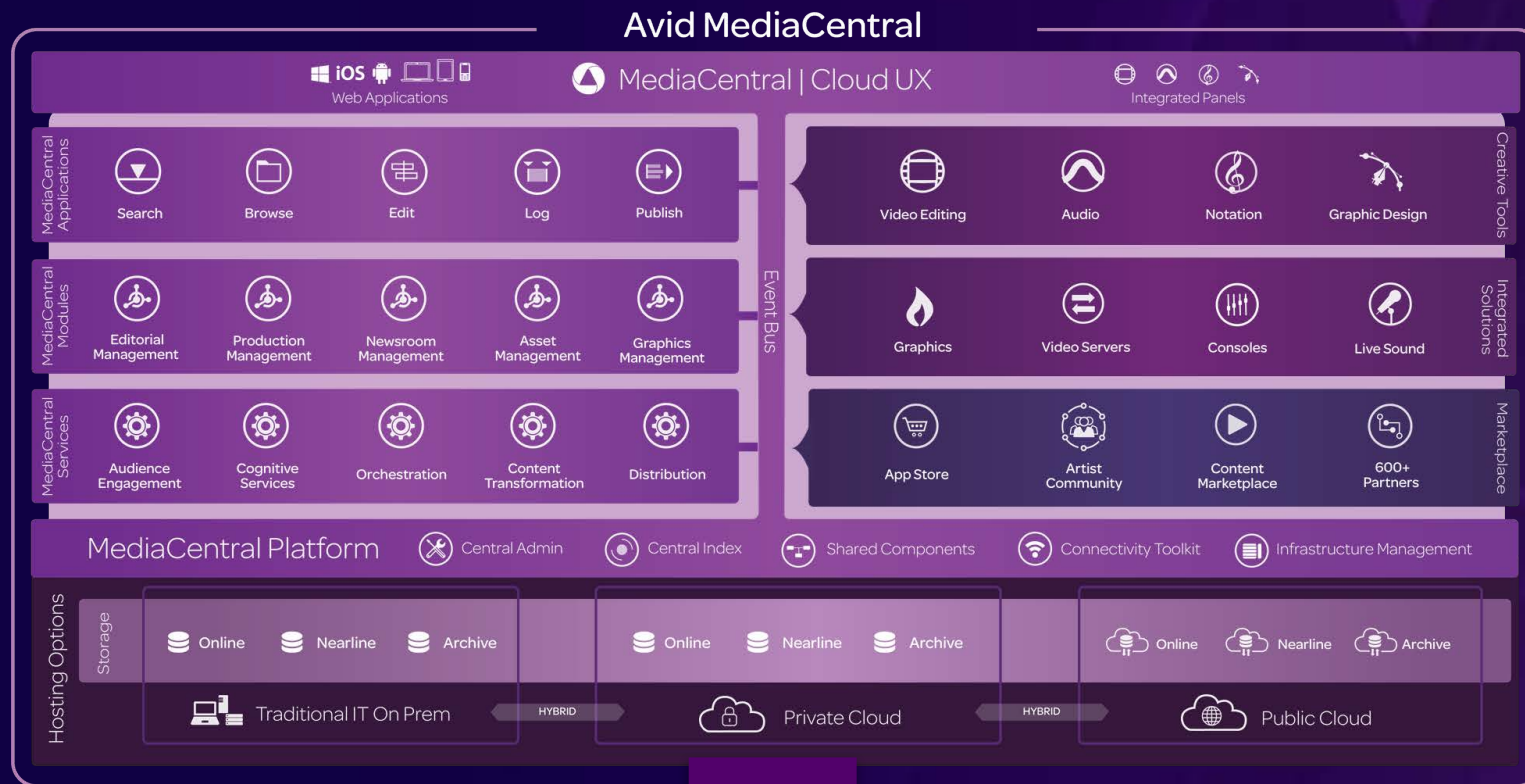 Avid MediaCentral
iOS
Web Applications
MediaCentral | Cloud UX
Integrated Panels
MediaCentral
Applications
Search
Browse
Edit
Log
Publish
Video Editing
Audio
Notation
Graphic Design
Creative Tools
MediaCentral
Modules
Editorial
Management
Production
Management
Newsroom
Management
Asset
Management
Graphics
Management
Event Bus
Graphics
Video Servers
Consoles
Live Sound
Integrated
Solutions
MediaCentral
Services
Audience
Engagement
Cognitive
Services
Orchestration
Content
Transformation
Distribution
App Store
Artist
Community
Content
Marketplace
600+
Partners
Marketplace
MediaCentral Platform
Central Admin
Central Index
Shared Components
Connectivity Toolkit
Infrastructure Management
Hosting Options
Storage
Online
Nearline
Archive
Online
Nearline
Archive
Online
Nearline
Archive
Traditional IT On Prem
HYBRID
Private Cloud
HYBRID
Public Cloud